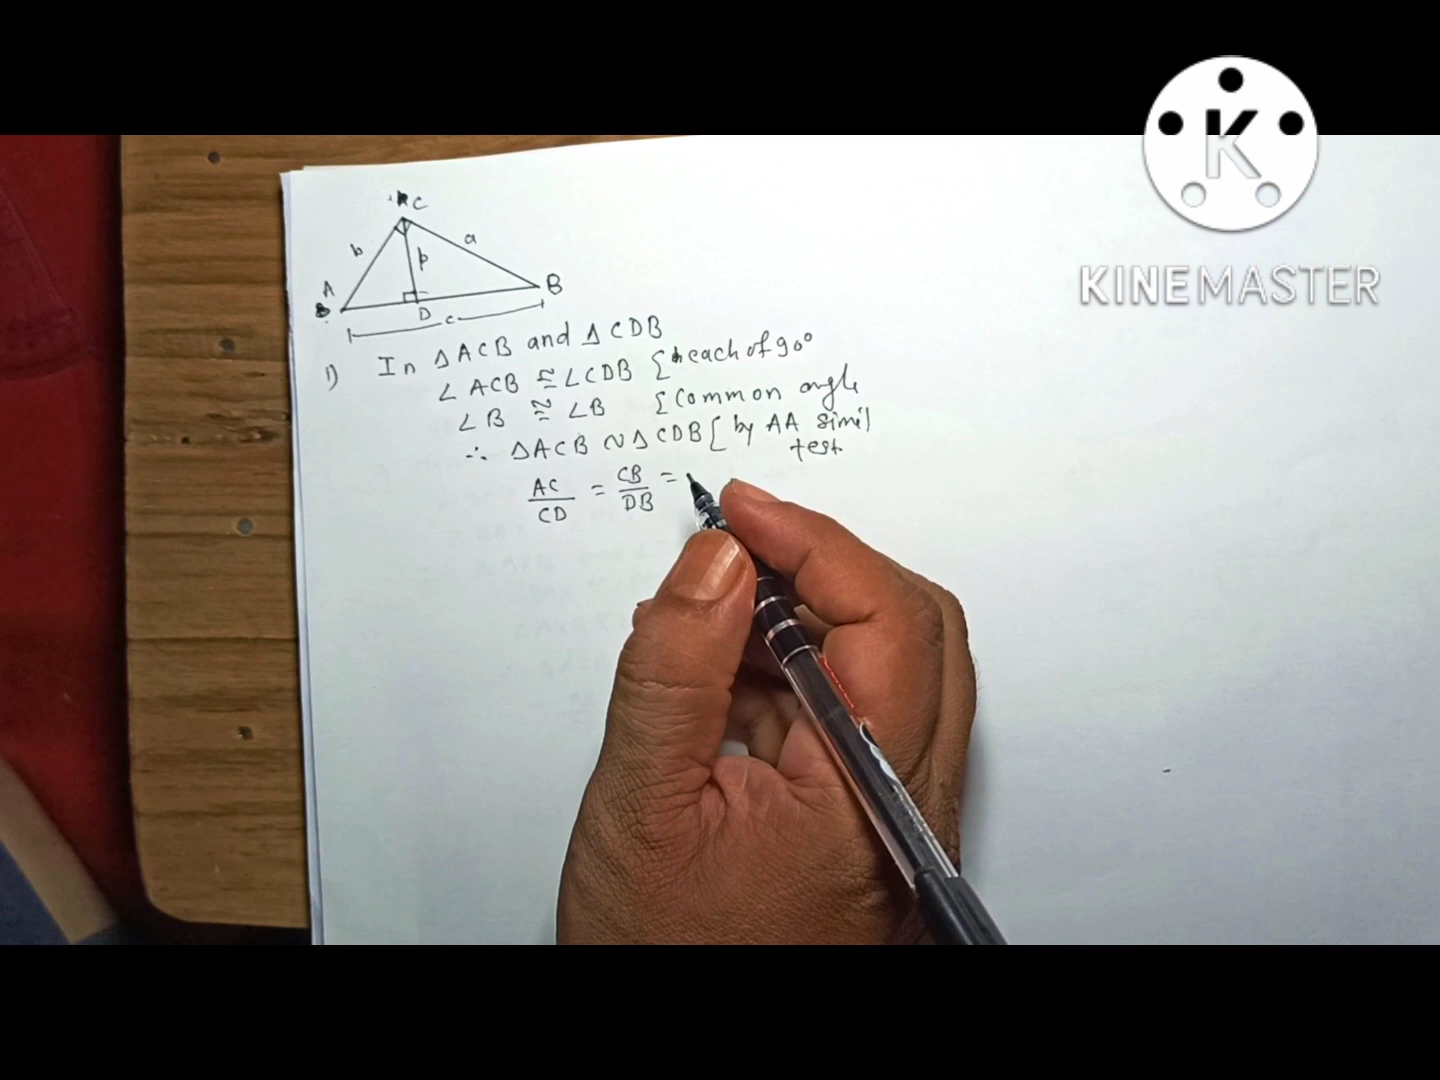 C
b
a
p
A
B
D
c
1) In Δ ACB and Δ CDB
∠ ACB ≅ ∠CDB { each of 90°
∠B ≅ ∠B { common angle
∴ ΔACB ~ Δ CDB [ by AA simil
test
AC/CD = CB/DB =
K
KINEMASTER